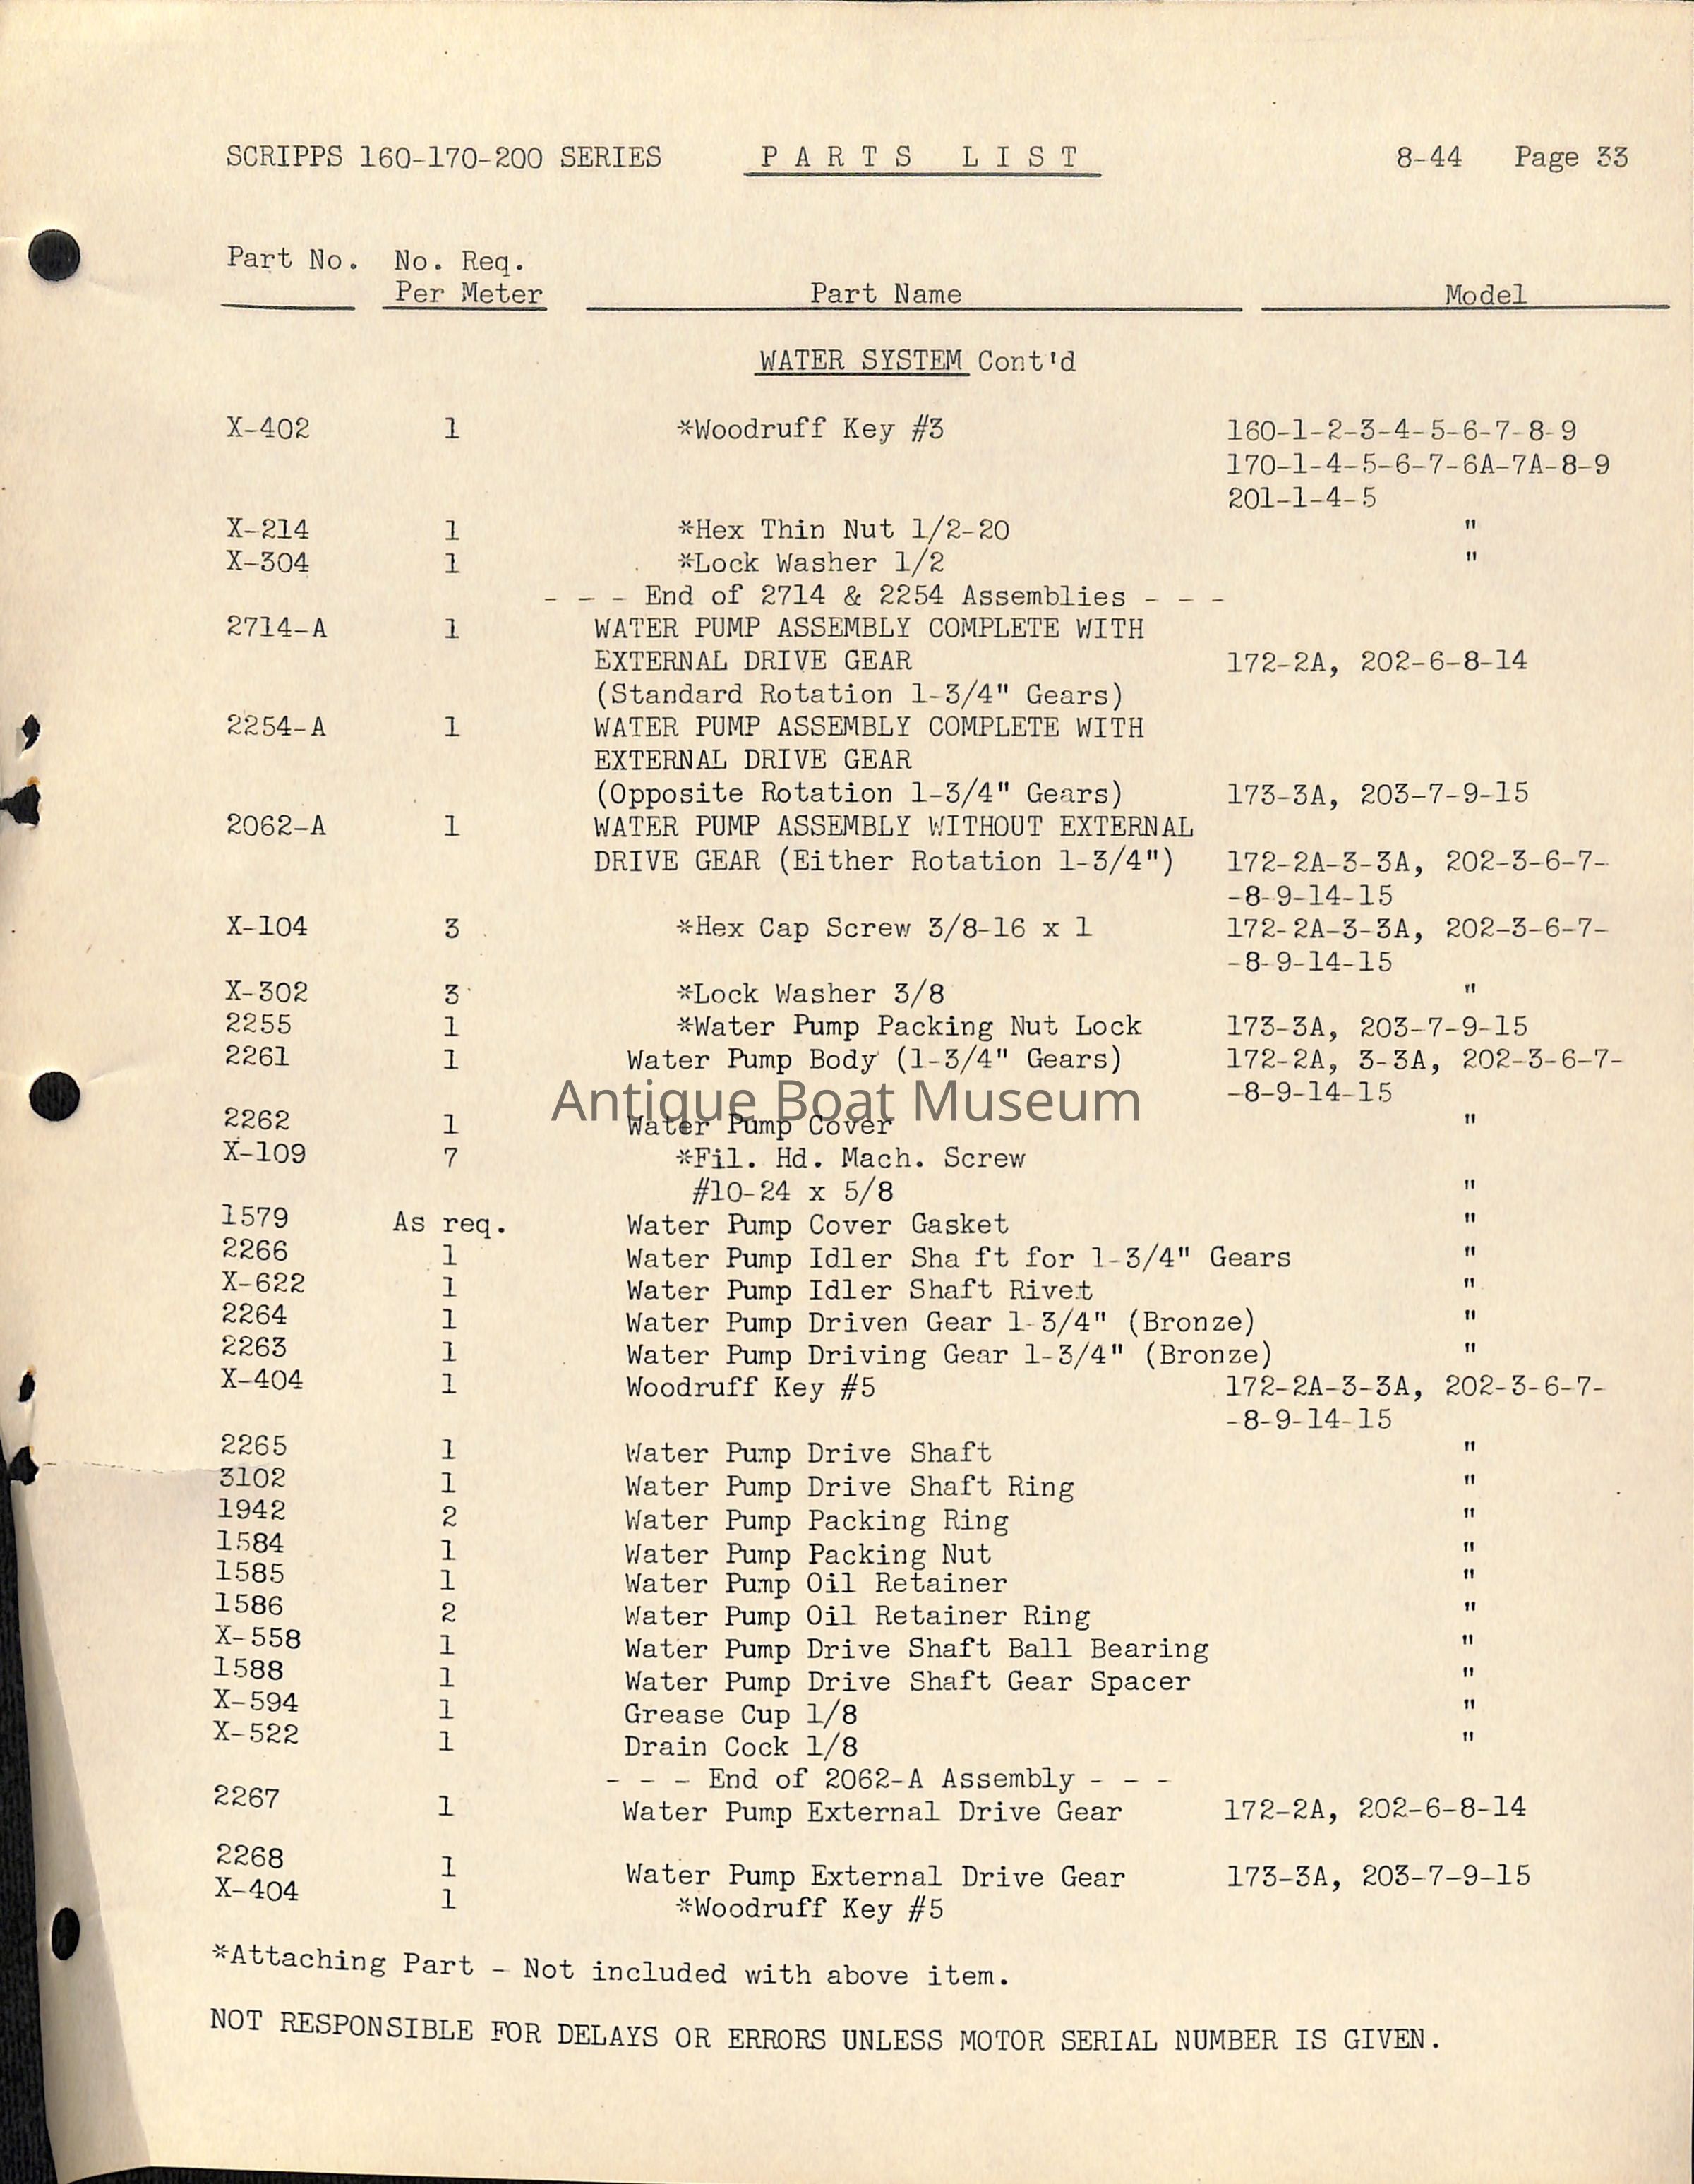 SCRIPPS 160-170-200 SERIES P A R T S L I S T 8-44 Page 33
Part No. No. Req.
Per Meter Part Name Model
WATER SYSTEM Cont'd
X-402 1 *Woodruff Key #3 160-1-2-3-4-5-6-7-8-9
170-1-4-5-6-7-6A-7A-8-9
201-1-4-5
X-214 1 *Hex Thin Nut 1/2-20 "
X-304 1 *Lock Washer 1/2 "
- - - End of 2714 & 2254 Assemblies - - -
2714-A 1 WATER PUMP ASSEMBLY COMPLETE WITH
EXTERNAL DRIVE GEAR 172-2A, 202-6-8-14
(Standard Rotation 1-3/4" Gears)
2254-A 1 WATER PUMP ASSEMBLY COMPLETE WITH
EXTERNAL DRIVE GEAR
(Opposite Rotation 1-3/4" Gears) 173-3A, 203-7-9-15
2062-A 1 WATER PUMP ASSEMBLY WITHOUT EXTERNAL
DRIVE GEAR (Either Rotation 1-3/4") 172-2A-3-3A, 202-3-6-7-
-8-9-14-15
X-104 3 *Hex Cap Screw 3/8-16 x 1 172-2A-3-3A, 202-3-6-7-
-8-9-14-15
X-302 3 *Lock Washer 3/8 "
2255 1 *Water Pump Packing Nut Lock 173-3A, 203-7-9-15
2261 1 Water Pump Body (1-3/4" Gears) 172-2A, 3-3A, 202-3-6-7-
-8-9-14-15
Antique Boat Museum
2262 1 Water Pump Cover "
X-109 7 *Fil. Hd. Mach. Screw
#10-24 x 5/8 "
1579 As req. Water Pump Cover Gasket "
2266 1 Water Pump Idler Sha ft for 1-3/4" Gears "
X-622 1 Water Pump Idler Shaft Rivet "
2264 1 Water Pump Driven Gear 1-3/4" (Bronze) "
2263 1 Water Pump Driving Gear 1-3/4" (Bronze) "
X-404 1 Woodruff Key #5 172-2A-3-3A, 202-3-6-7-
-8-9-14-15
2265 1 Water Pump Drive Shaft "
3102 1 Water Pump Drive Shaft Ring "
1942 2 Water Pump Packing Ring "
1584 1 Water Pump Packing Nut "
1585 1 Water Pump Oil Retainer "
1586 2 Water Pump Oil Retainer Ring "
X-558 1 Water Pump Drive Shaft Ball Bearing "
1588 1 Water Pump Drive Shaft Gear Spacer "
X-594 1 Grease Cup 1/8 "
X-522 1 Drain Cock 1/8 "
- - - End of 2062-A Assembly - - -
2267 1 Water Pump External Drive Gear 172-2A, 202-6-8-14
2268 1 Water Pump External Drive Gear 173-3A, 203-7-9-15
X-404 1 *Woodruff Key #5
*Attaching Part - Not included with above item.
NOT RESPONSIBLE FOR DELAYS OR ERRORS UNLESS MOTOR SERIAL NUMBER IS GIVEN.